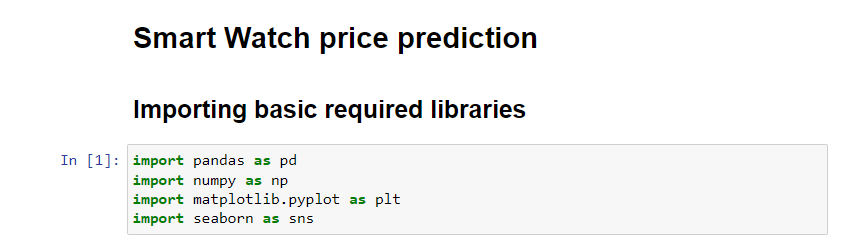 Smart Watch price prediction
Importing basic required libraries
In [1]: import pandas as pd
import numpy as np
import matplotlib.pyplot as plt
import seaborn as sns